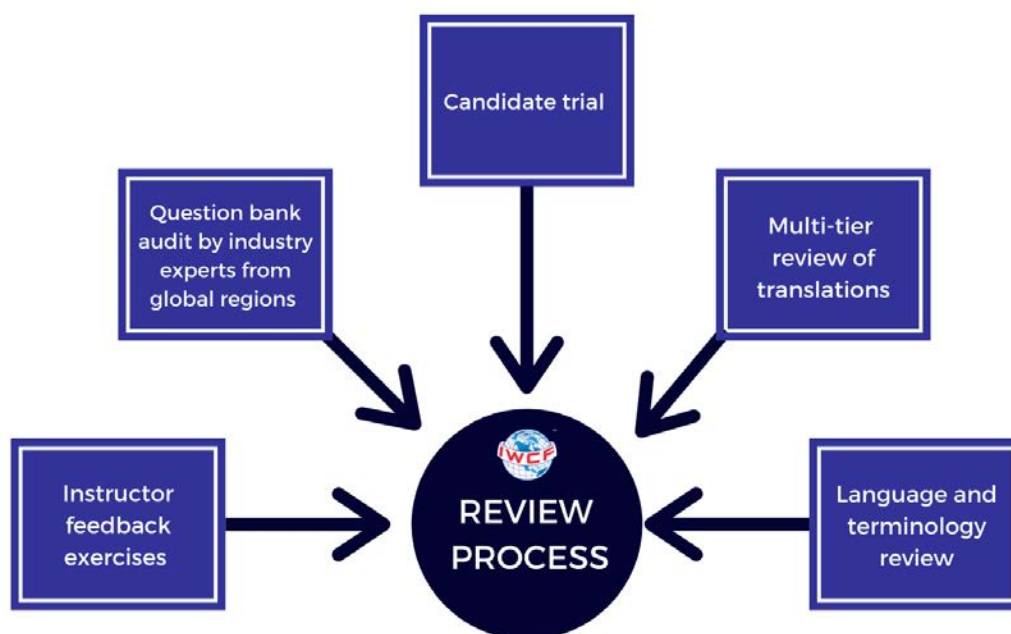 Candidate trial
Question bank
audit by industry
experts from
global regions
Multi-tier
review of
translations
Instructor
feedback
exercises
IWCF
REVIEW
PROCESS
Language and
terminology
review